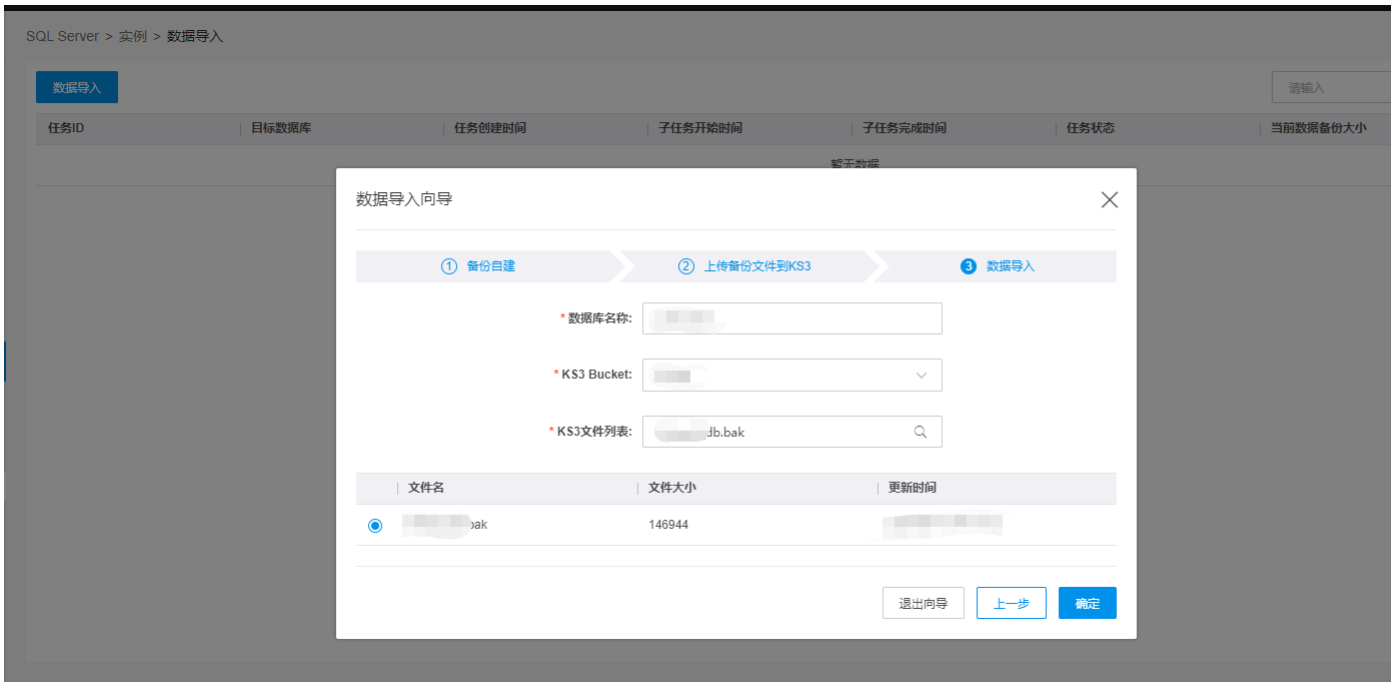 SQL Server > 实例 > 数据导入
数据导入
请输入
任务ID 目标数据库 任务创建时间 子任务开始时间 子任务完成时间 任务状态 当前数据备份大小
暂无数据
数据导入向导
1 备份自建 2 上传备份文件到KS3 3 数据导入
* 数据库名称:
* KS3 Bucket:
* KS3文件列表: db.bak
文件名 文件大小 更新时间
bak 146944
退出向导 上一步 确定